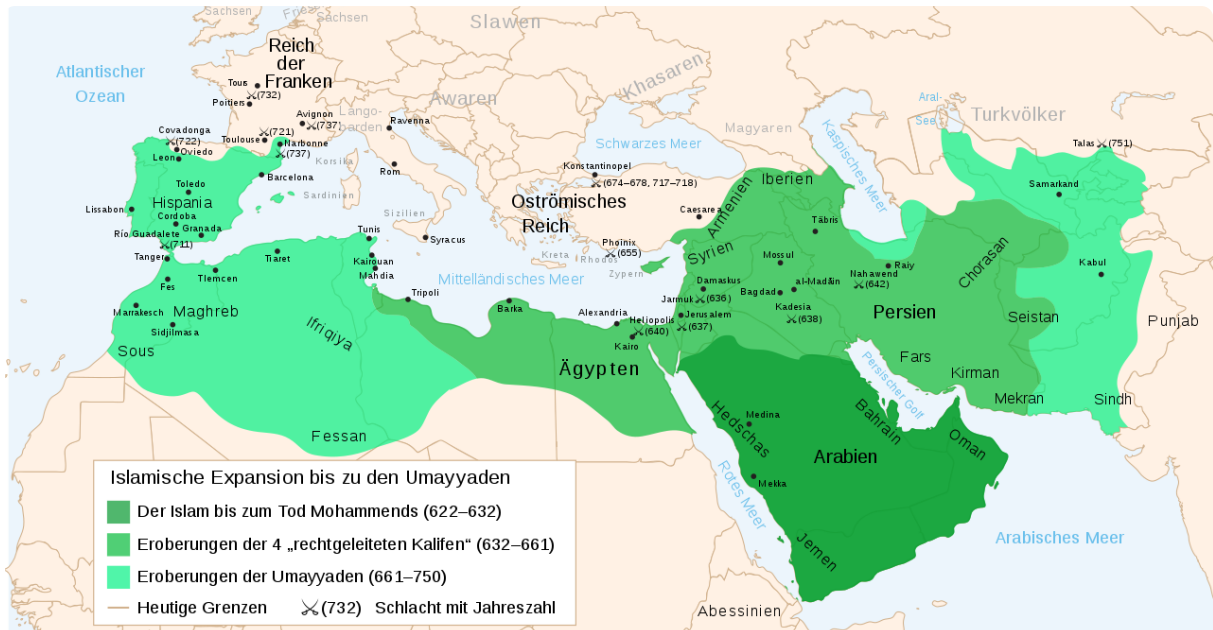 Sachsen
Friesen
Sachsen
Slawen
Atlantischer
Ozean
Reich
der
Franken
Tours
(732)
Poitiers
Awaren
Khasaren
Aral-
See
Turkvölker
Avignon
(737)
Lango-
barden
Ravenna
Magyaren
Kaspisches Meer
Covadonga
(722)
Oviedo
Leon
(721)
Toulouse
Narbonne
(737)
Schwarzes Meer
Talas
(751)
Korsika
Rom
Konstantinopel
(674–678, 717–718)
Barcelona
Toledo
Hispania
Sardinien
Oströmisches
Reich
Armenien
Iberien
Samarkand
Lissabon
Cordoba
Granada
Río Guadalete
(711)
Sizilien
Syracus
Caesarea
Täbris
Tanger
Tunis
Phoinix
(655)
Kreta
Rhodos
Zypern
Syrien
Mossul
Chorasan
Kairouan
Mahdia
Tiaret
Tlemcen
Fes
Mittelländisches Meer
Damaskus
Jarmuk
(636)
Bagdad
al-Madāin
Nahawend
(642)
Raiy
Kabul
Marrakesch
Maghreb
Sidjilmasa
Ifriqiya
Tripoli
Barka
Alexandria
Heliopolis
(640)
Kairo
Jerusalem
(637)
Kadesia
(638)
Persien
Seistan
Punjab
Sous
Ägypten
Fars
Kirman
Mekran
Sindh
Persischer Golf
Fessan
Medina
Hedschas
Bahrain
Oman
Arabien
Mekka
Rotes Meer
Jemen
Arabisches Meer
Abessinien
Islamische Expansion bis zu den Umayyaden
Der Islam bis zum Tod Mohammends (622–632)
Eroberungen der 4 „rechtgeleiteten Kalifen“ (632–661)
Eroberungen der Umayyaden (661–750)
Heutige Grenzen
(732) Schlacht mit Jahreszahl